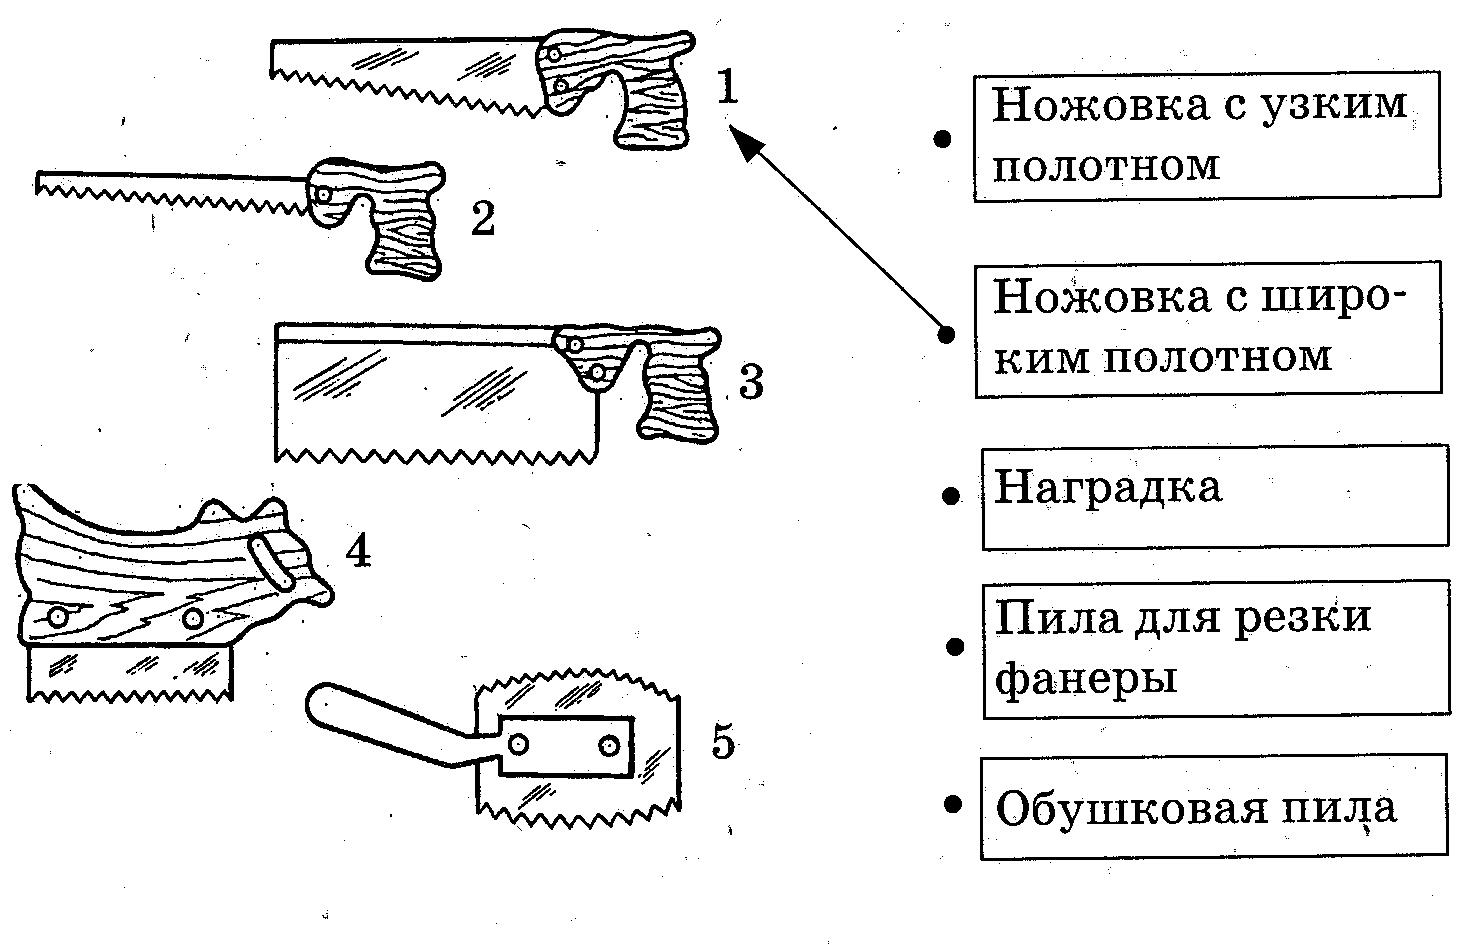 1
2
3
4
5
Ножовка с узким
полотном
Ножовка с широ-
ким полотном
Наградка
Пила для резки
фанеры
Обушковая пила